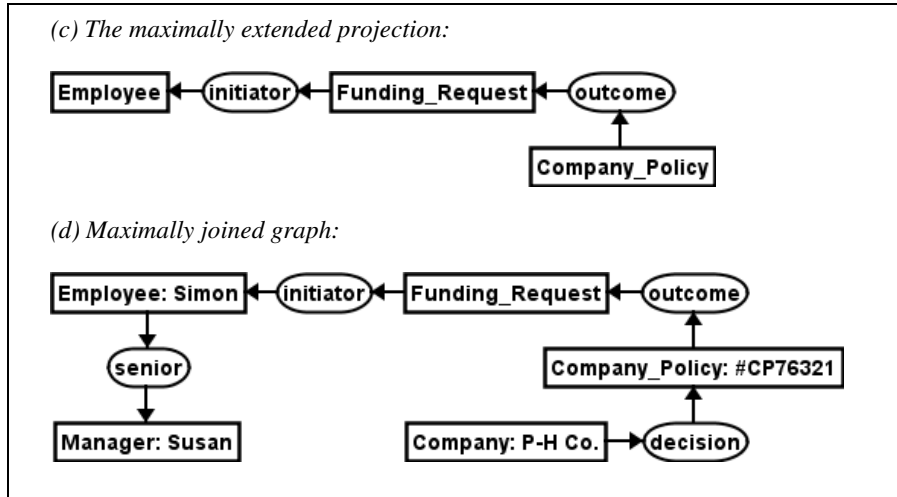 (c) The maximally extended projection:
Employee initiator Funding_Request outcome
Company_Policy
(d) Maximally joined graph:
Employee: Simon initiator Funding_Request outcome
senior Company_Policy: #CP76321
Manager: Susan Company: P-H Co. decision